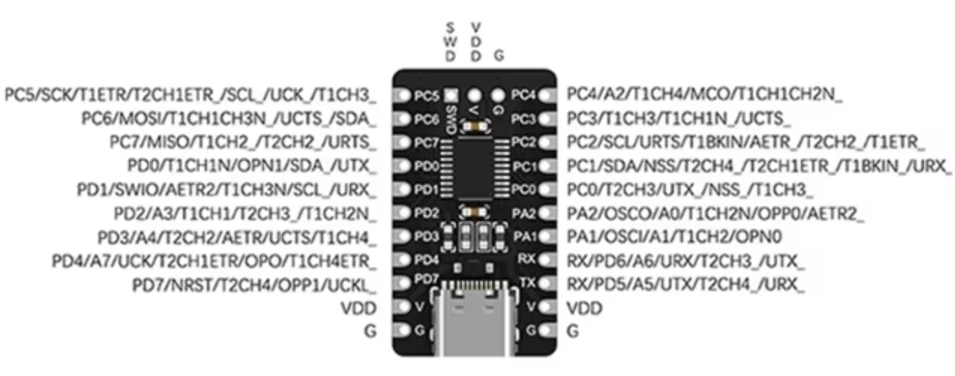 SWD VDD G
PC5/SCK/T1ETR/T2CH1ETR_/SCL_/UCK_/T1CH3_
PC6/MOSI/T1CH1CH3N_/UCTS_/SDA_
PC7/MISO/T1CH2_/T2CH2_/URTS_
PD0/T1CH1N/OPN1/SDA_/UTX_
PD1/SWIO/AETR2/T1CH3N/SCL_/URX_
PD2/A3/T1CH1/T2CH3_/T1CH2N_
PD3/A4/T2CH2/AETR/UCTS/T1CH4_
PD4/A7/UCK/T2CH1ETR/OPO/T1CH4ETR_
PD7/NRST/T2CH4/OPP1/UCKL_
VDD
G
PC5
PC6
PC7
PD0
PD1
PD2
PD3
PD4
PD7
V
G
SWD
V
G
PC4
PC3
PC2
PC1
PC0
PA2
PA1
RX
TX
V
G
PC4/A2/T1CH4/MCO/T1CH1CH2N_
PC3/T1CH3/T1CH1N_/UCTS_
PC2/SCL/URTS/T1BKIN/AETR_/T2CH2_/T1ETR_
PC1/SDA/NSS/T2CH4_/T2CH1ETR_/T1BKIN_/URX_
PC0/T2CH3/UTX_/NSS_/T1CH3_
PA2/OSCO/A0/T1CH2N/OPP0/AETR2_
PA1/OSCI/A1/T1CH2/OPN0
RX/PD6/A6/URX/T2CH3_/UTX_
RX/PD5/A5/UTX/T2CH4_/URX_
VDD
G